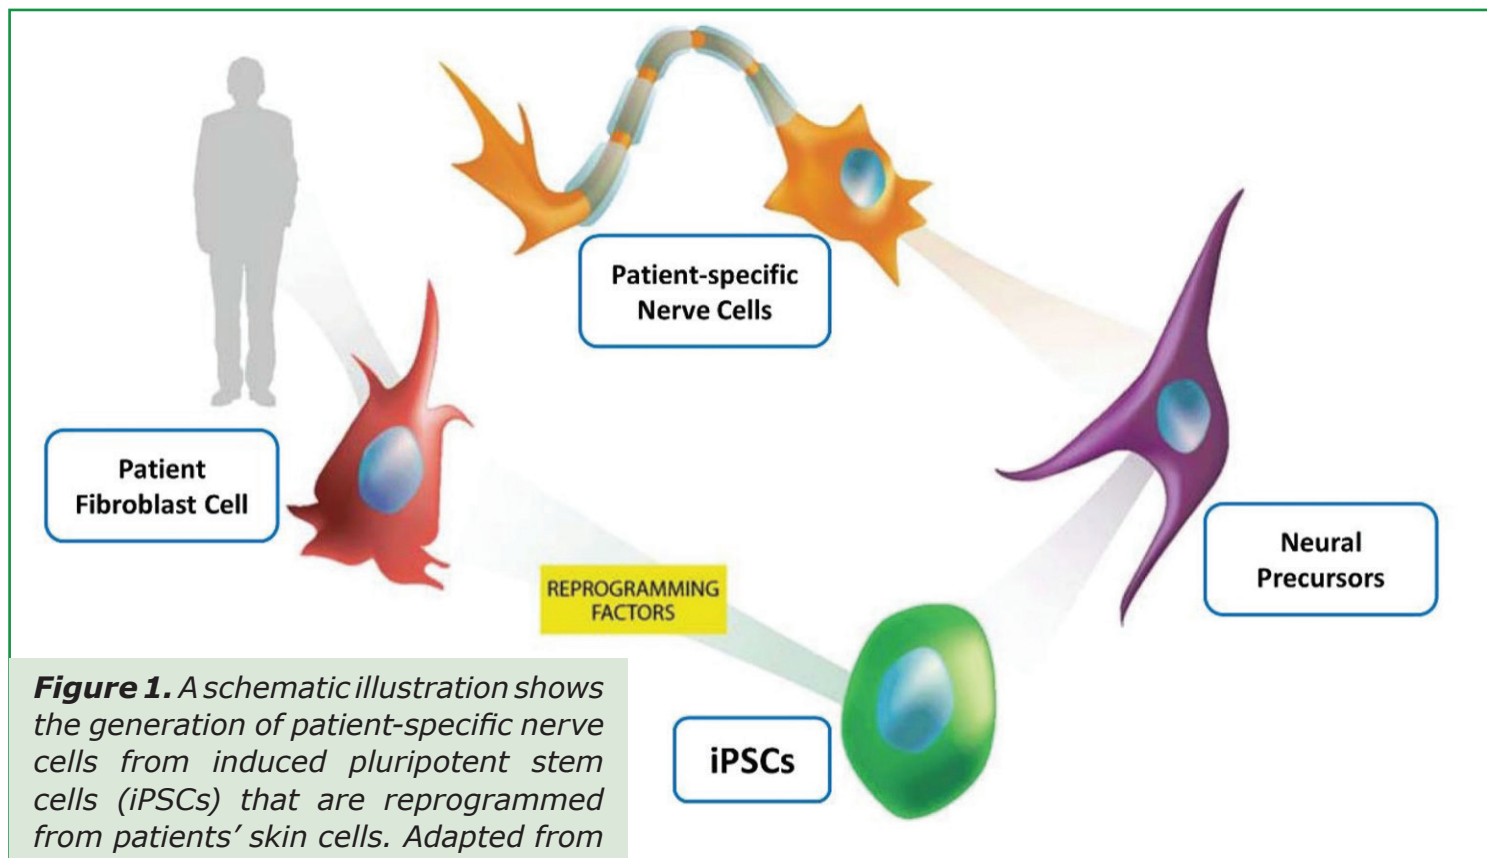 Patient-specific
Nerve Cells
Patient
Fibroblast Cell
Neural
Precursors
REPROGRAMMING
FACTORS
iPSCs
Figure 1. A schematic illustration shows
the generation of patient-specific nerve
cells from induced pluripotent stem
cells (iPSCs) that are reprogrammed
from patients’ skin cells. Adapted from